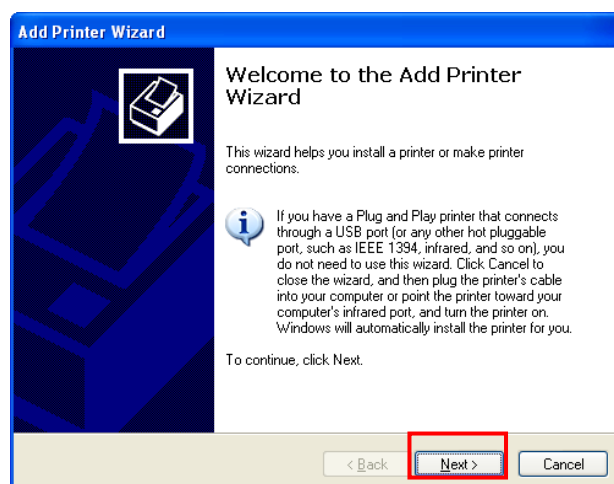 Add Printer Wizard
Welcome to the Add Printer
Wizard
This wizard helps you install a printer or make printer
connections.
If you have a Plug and Play printer that connects
through a USB port (or any other hot pluggable
port, such as IEEE 1394, infrared, and so on), you
do not need to use this wizard. Click Cancel to
close the wizard, and then plug the printer's cable
into your computer or point the printer toward your
computer's infrared port, and turn the printer on.
Windows will automatically install the printer for you.
To continue, click Next.
< Back Next > Cancel